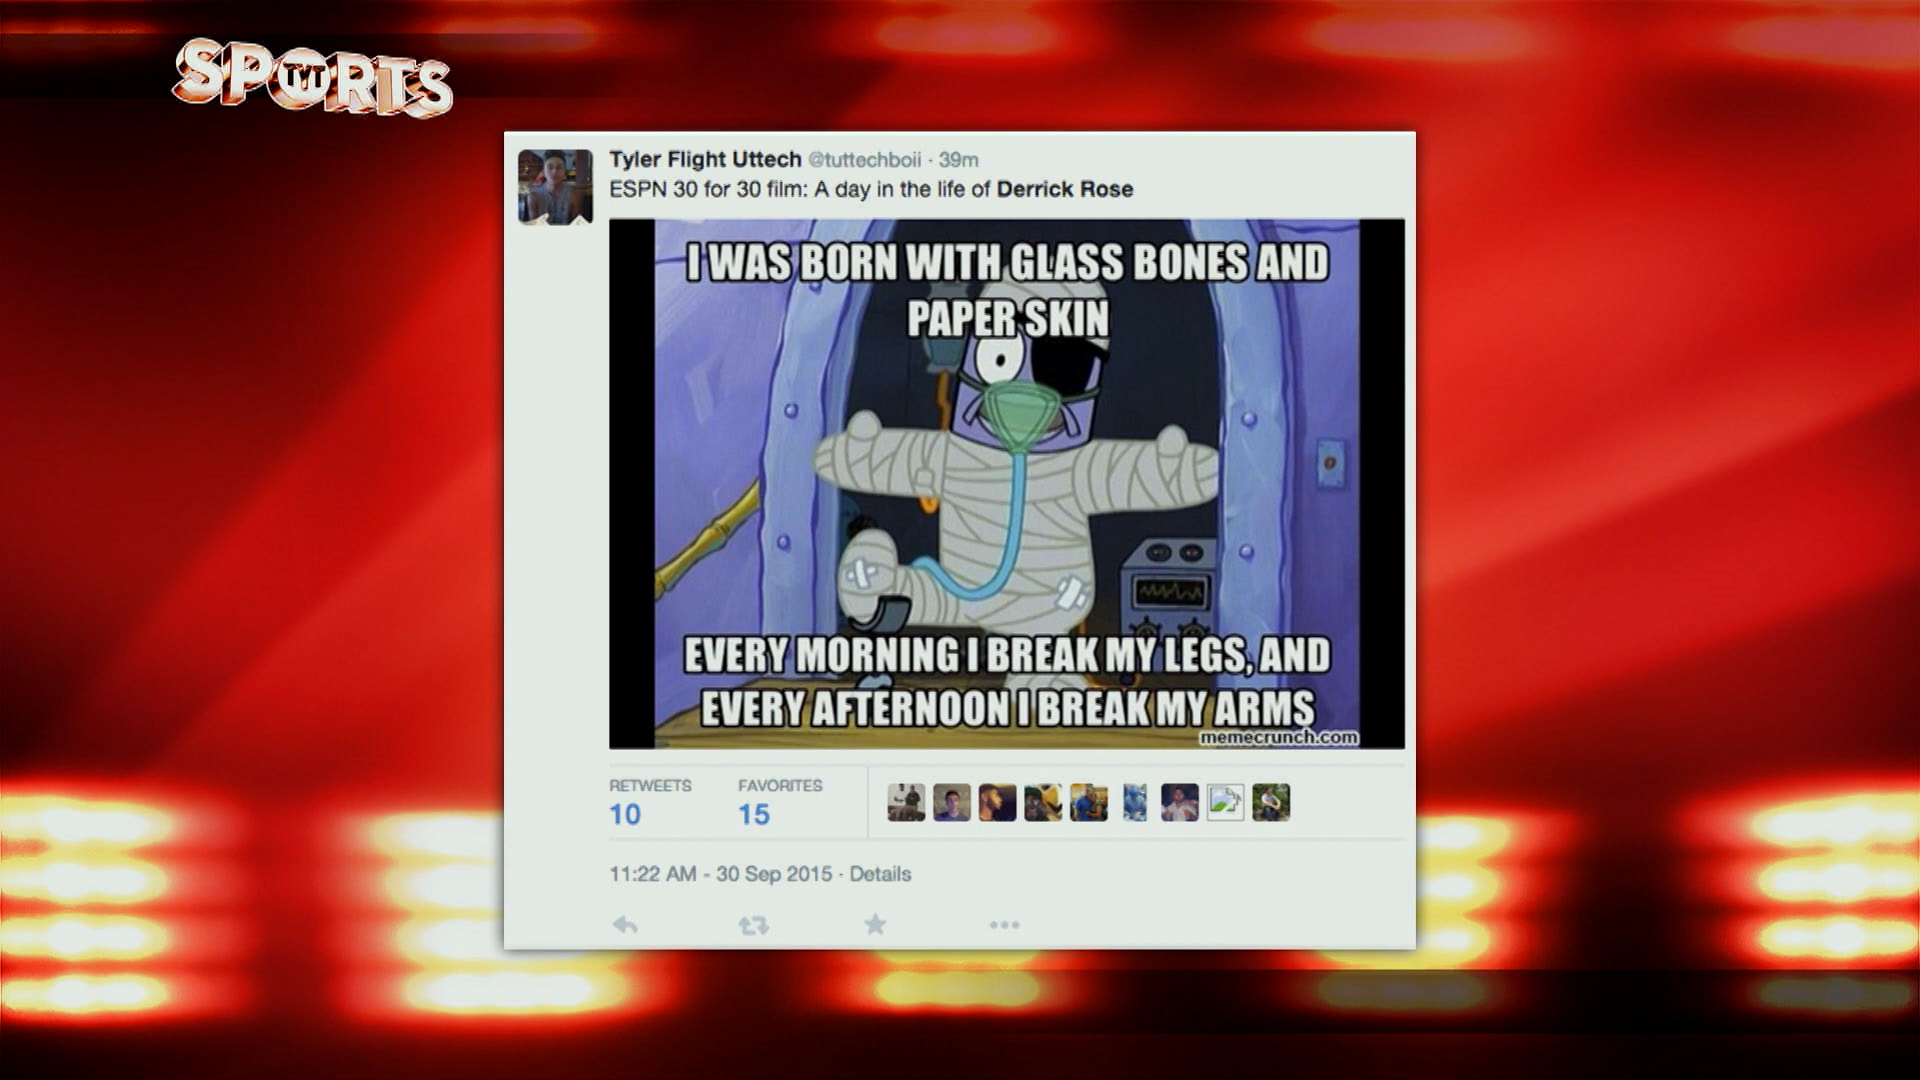 SPORTS
TYT
Tyler Flight Uttech @tuttechboii · 39m
ESPN 30 for 30 film: A day in the life of Derrick Rose
I WAS BORN WITH GLASS BONES AND
PAPER SKIN
EVERY MORNING I BREAK MY LEGS, AND
EVERY AFTERNOON I BREAK MY ARMS
memecrunch.com
RETWEETS FAVORITES
10 15
11:22 AM - 30 Sep 2015 · Details